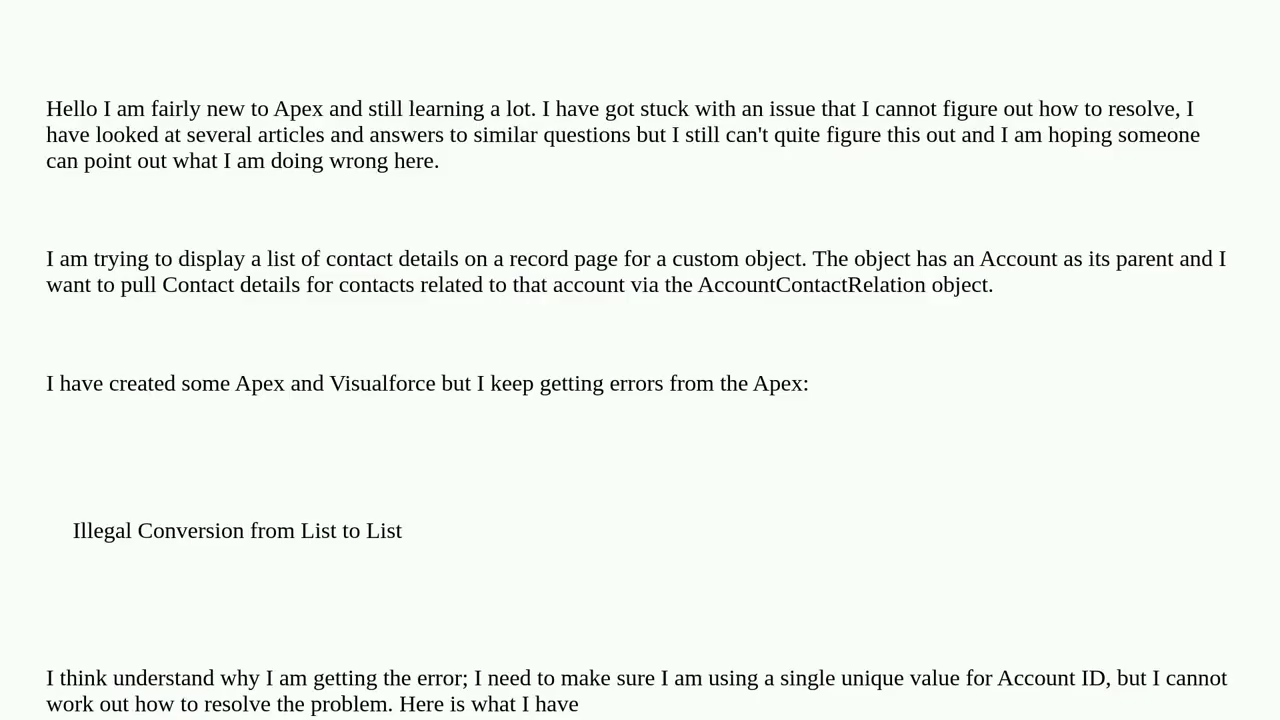 Hello I am fairly new to Apex and still learning a lot. I have got stuck with an issue that I cannot figure out how to resolve, I
have looked at several articles and answers to similar questions but I still can't quite figure this out and I am hoping someone
can point out what I am doing wrong here.
I am trying to display a list of contact details on a record page for a custom object. The object has an Account as its parent and I
want to pull Contact details for contacts related to that account via the AccountContactRelation object.
I have created some Apex and Visualforce but I keep getting errors from the Apex:
Illegal Conversion from List to List
I think understand why I am getting the error; I need to make sure I am using a single unique value for Account ID, but I cannot
work out how to resolve the problem. Here is what I have